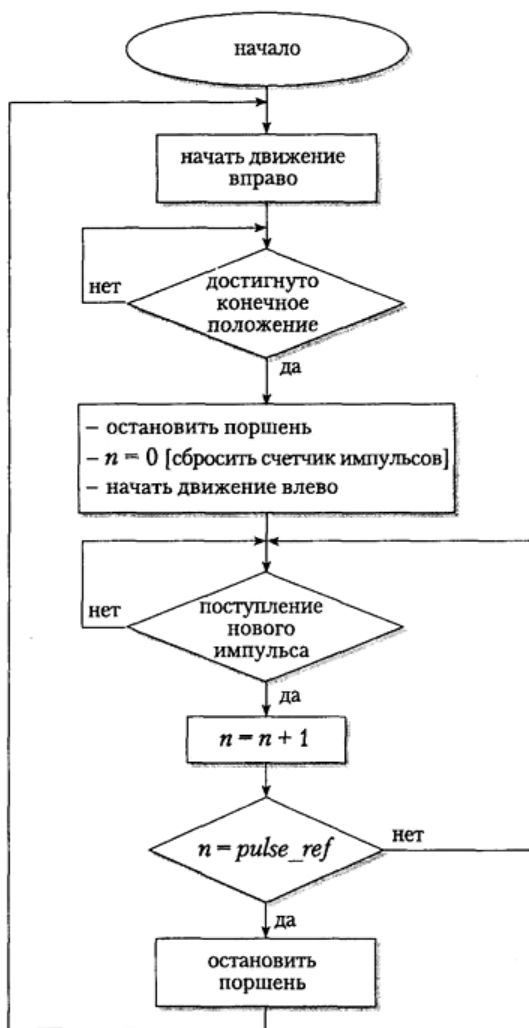 начало
начать движение
вправо
нет
достигнуто
конечное
положение
да
– остановить поршень
– n = 0 [сбросить счетчик импульсов]
– начать движение влево
нет
поступление
нового
импульса
да
n = n + 1
n = pulse_ref
нет
да
остановить
поршень